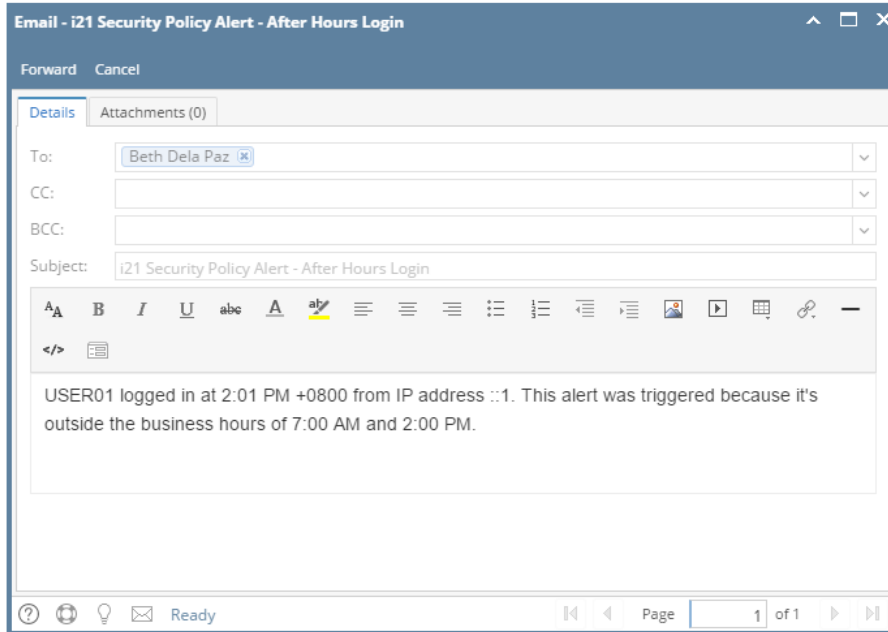 Email - i21 Security Policy Alert - After Hours Login
Forward Cancel
Details Attachments (0)
To: Beth Dela Paz
CC:
BCC:
Subject: i21 Security Policy Alert - After Hours Login
AA B I U abc A ab
</>
USER01 logged in at 2:01 PM +0800 from IP address ::1. This alert was triggered because it's
outside the business hours of 7:00 AM and 2:00 PM.
Ready Page 1 of 1